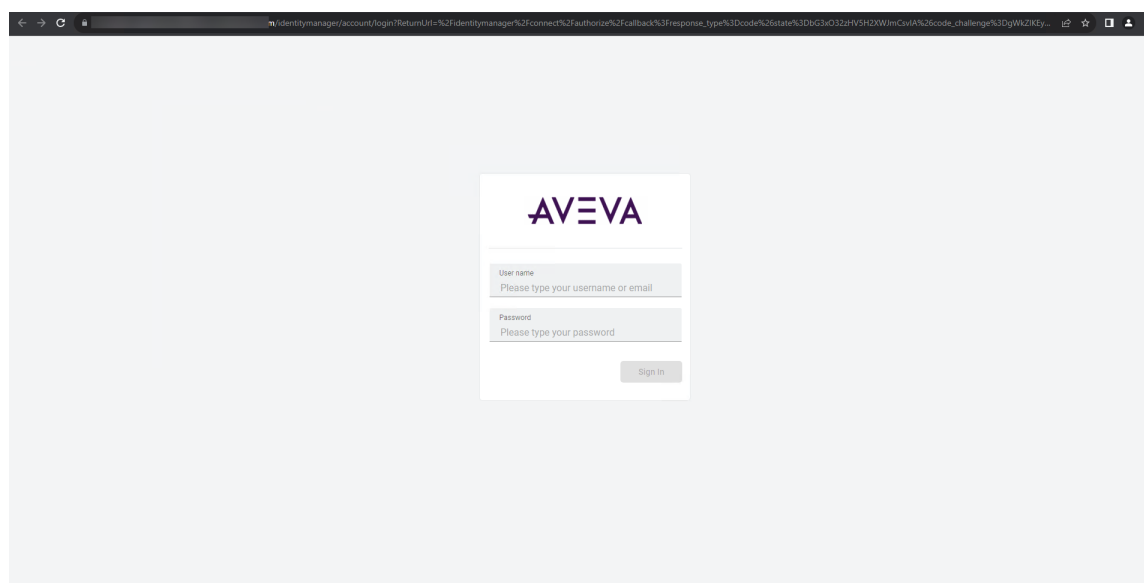 m/identitymanager/account/login?ReturnUrl=%2Fidentitymanager%2Fconnect%2Fauthorize%2Fcallback%3Fresponse_type%3Dcode%26state%3DbG3xO32zHV5H2XWJmCsvIA%26code_challenge%3DgWkZIKEy...
AVEVA
User name
Please type your username or email
Password
Please type your password
Sign In